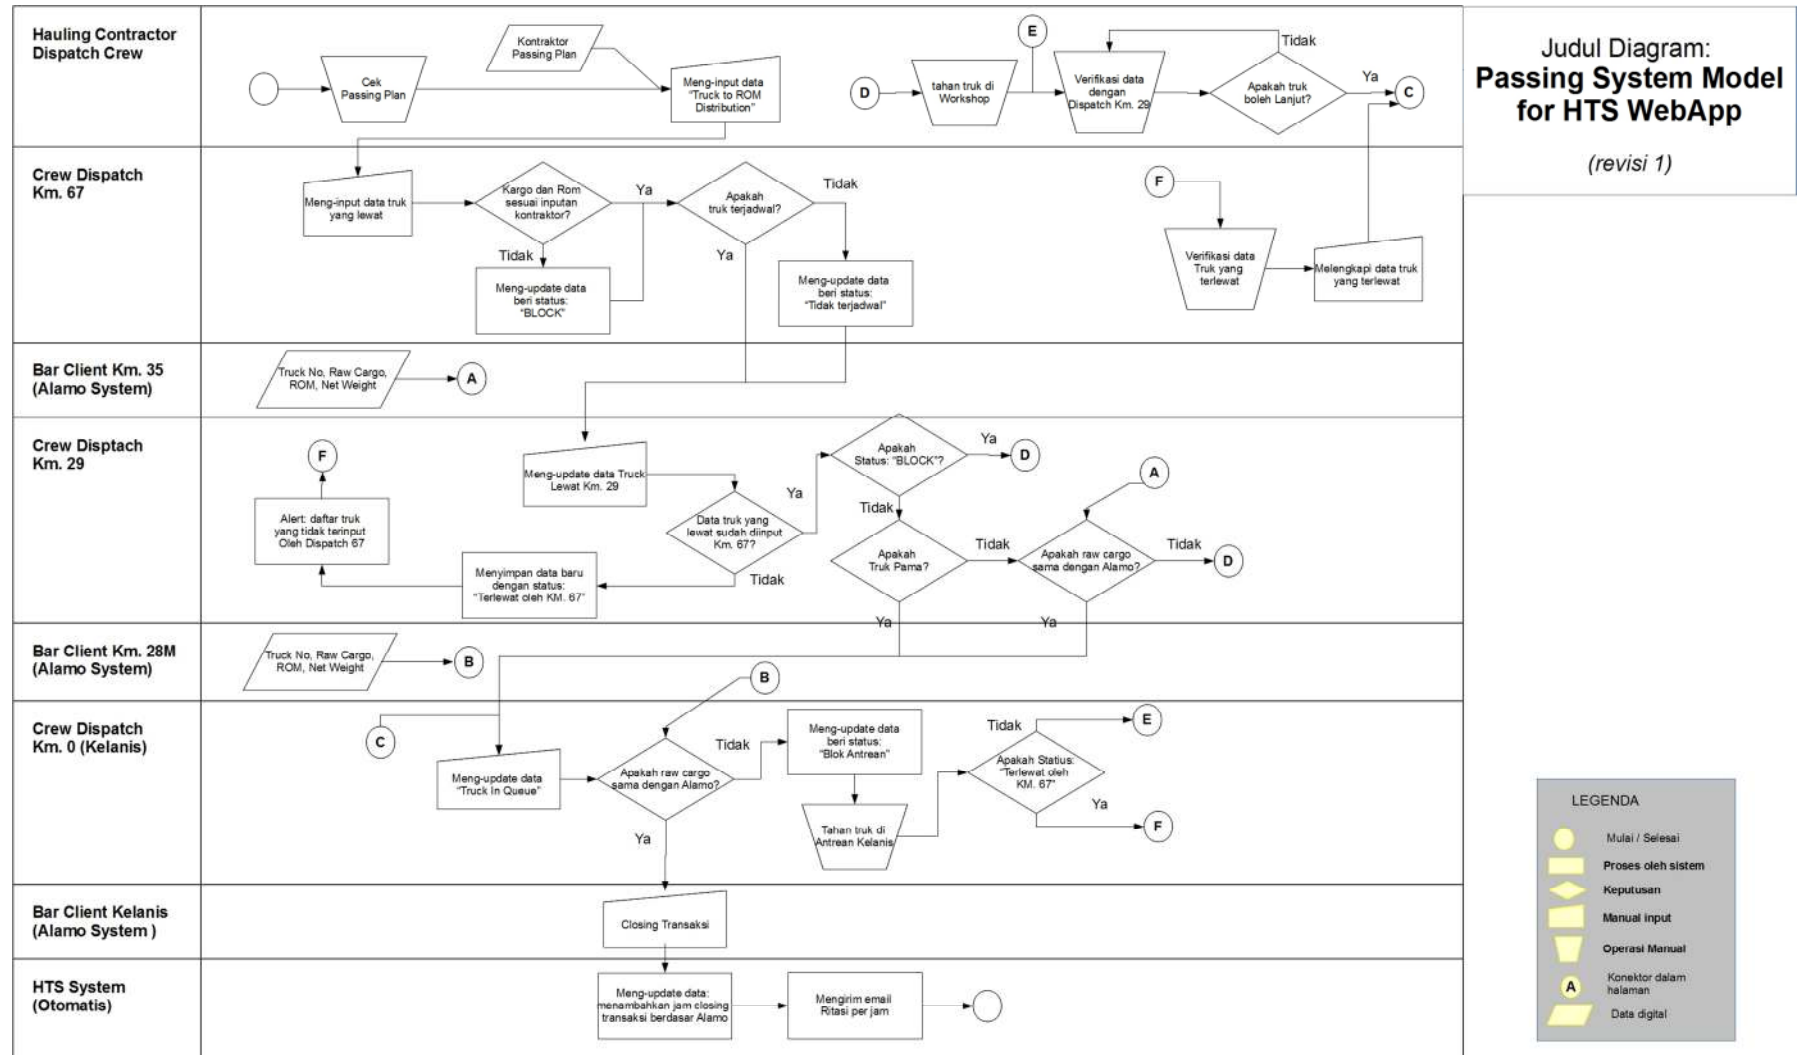 Judul Diagram:
Passing System Model
for HTS WebApp
(revisi 1)
Hauling Contractor
Dispatch Crew
Cek
Passing Plan
Kontraktor
Passing Plan
Meng-input data
“Truck to ROM
Distribution”
D
tahan truk di
Workshop
E
Verifikasi data
dengan
Dispatch Km. 29
Tidak
Apakah truk
boleh Lanjut?
Ya
C
Crew Dispatch
Km. 67
Meng-input data truk
yang lewat
Kargo dan Rom
sesuai inputan
kontraktor?
Ya
Tidak
Meng-update data
beri status:
“BLOCK”
Apakah
truk terjadwal?
Tidak
Ya
Meng-update data
beri status:
“Tidak terjadwal”
F
Verifikasi data
Truk yang
terlewat
Melengkapi data truk
yang terlewat
Bar Client Km. 35
(Alamo System)
Truck No, Raw Cargo,
ROM, Net Weight
A
Crew Disptach
Km. 29
F
Alert: daftar truk
yang tidak terinput
Oleh Dispatch 67
Menyimpan data baru
dengan status:
“Terlewat oleh KM. 67”
Meng-update data Truck
Lewat Km. 29
Data truk yang
lewat sudah diinput
Km. 67?
Ya
Tidak
Apakah
Status: “BLOCK”?
Ya
D
Tidak
Apakah
Truk Pama?
Tidak
Ya
A
Apakah raw cargo
sama dengan Alamo?
Tidak
D
Ya
Bar Client Km. 28M
(Alamo System)
Truck No, Raw Cargo,
ROM, Net Weight
B
B
Crew Dispatch
Km. 0 (Kelanis)
C
Meng-update data
“Truck In Queue”
Apakah raw cargo
sama dengan Alamo?
Tidak
Ya
Meng-update data
beri status:
“Blok Antrean”
Tahan truk di
Antrean Kelanis
Apakah Statius:
“Terlewat oleh
KM. 67”
Tidak
E
Ya
F
Bar Client Kelanis
(Alamo System )
Closing Transaksi
HTS System
(Otomatis)
Meng-update data:
menambahkan jam closing
transaksi berdasar Alamo
Mengirim email
Ritasi per jam
LEGENDA
Mulai / Selesai
Proses oleh sistem
Keputusan
Manual input
Operasi Manual
A
Konektor dalam
halaman
Data digital